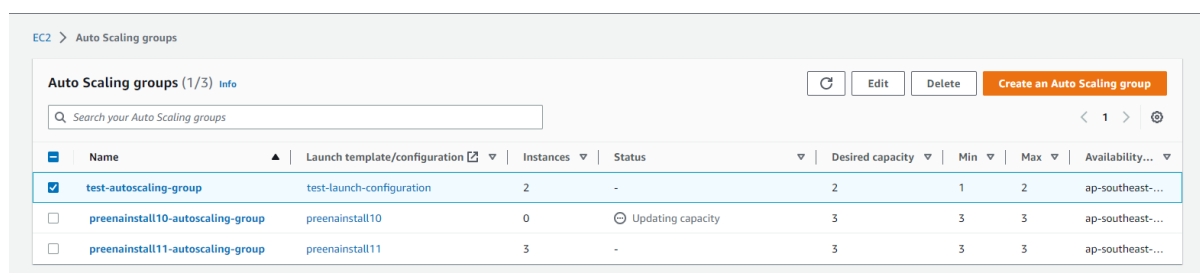 EC2 > Auto Scaling groups
Auto Scaling groups (1/3) Info
Edit Delete Create an Auto Scaling group
Search your Auto Scaling groups
1
Name Launch template/configuration Instances Status Desired capacity Min Max Availability...
test-autoscaling-group test-launch-configuration 2 - 2 1 2 ap-southeast-...
preenainstall10-autoscaling-group preenainstall10 0 Updating capacity 3 3 3 ap-southeast-...
preenainstall11-autoscaling-group preenainstall11 3 - 3 3 3 ap-southeast-...